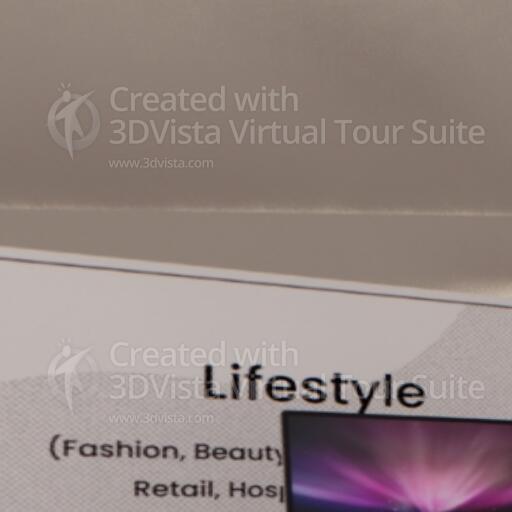 Created with
3DVista Virtual Tour Suite
www.3dvista.com
Created with
3DVista Virtual Tour Suite
www.3dvista.com
Lifestyle
(Fashion, Beauty
Retail, Hosp